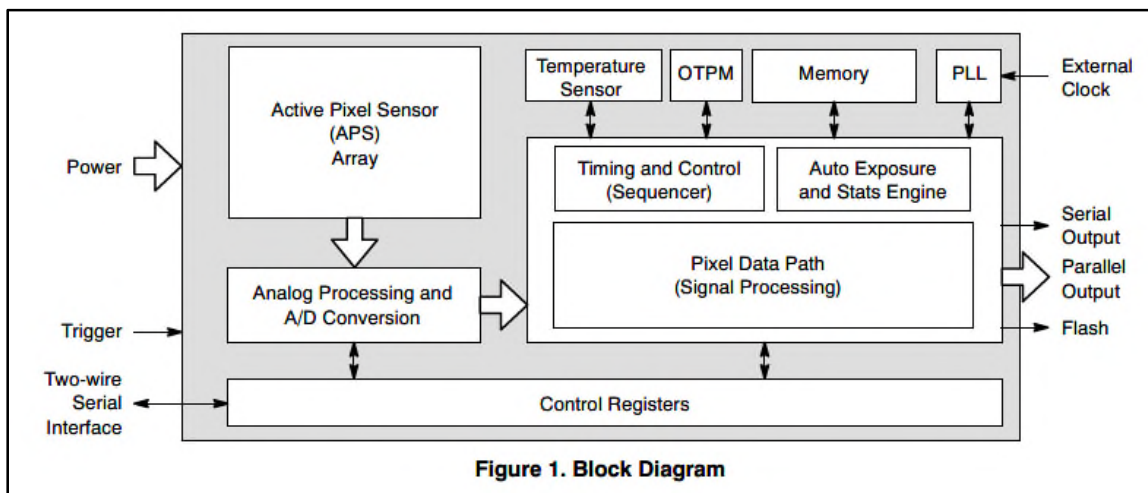 Temperature
Sensor
OTPM
Memory
PLL
External
Clock
Active Pixel Sensor
(APS)
Array
Power
Timing and Control
(Sequencer)
Auto Exposure
and Stats Engine
Serial
Output
Pixel Data Path
(Signal Processing)
Parallel
Output
Analog Processing and
A/D Conversion
Trigger
Flash
Two-wire
Serial
Interface
Control Registers
Figure 1. Block Diagram